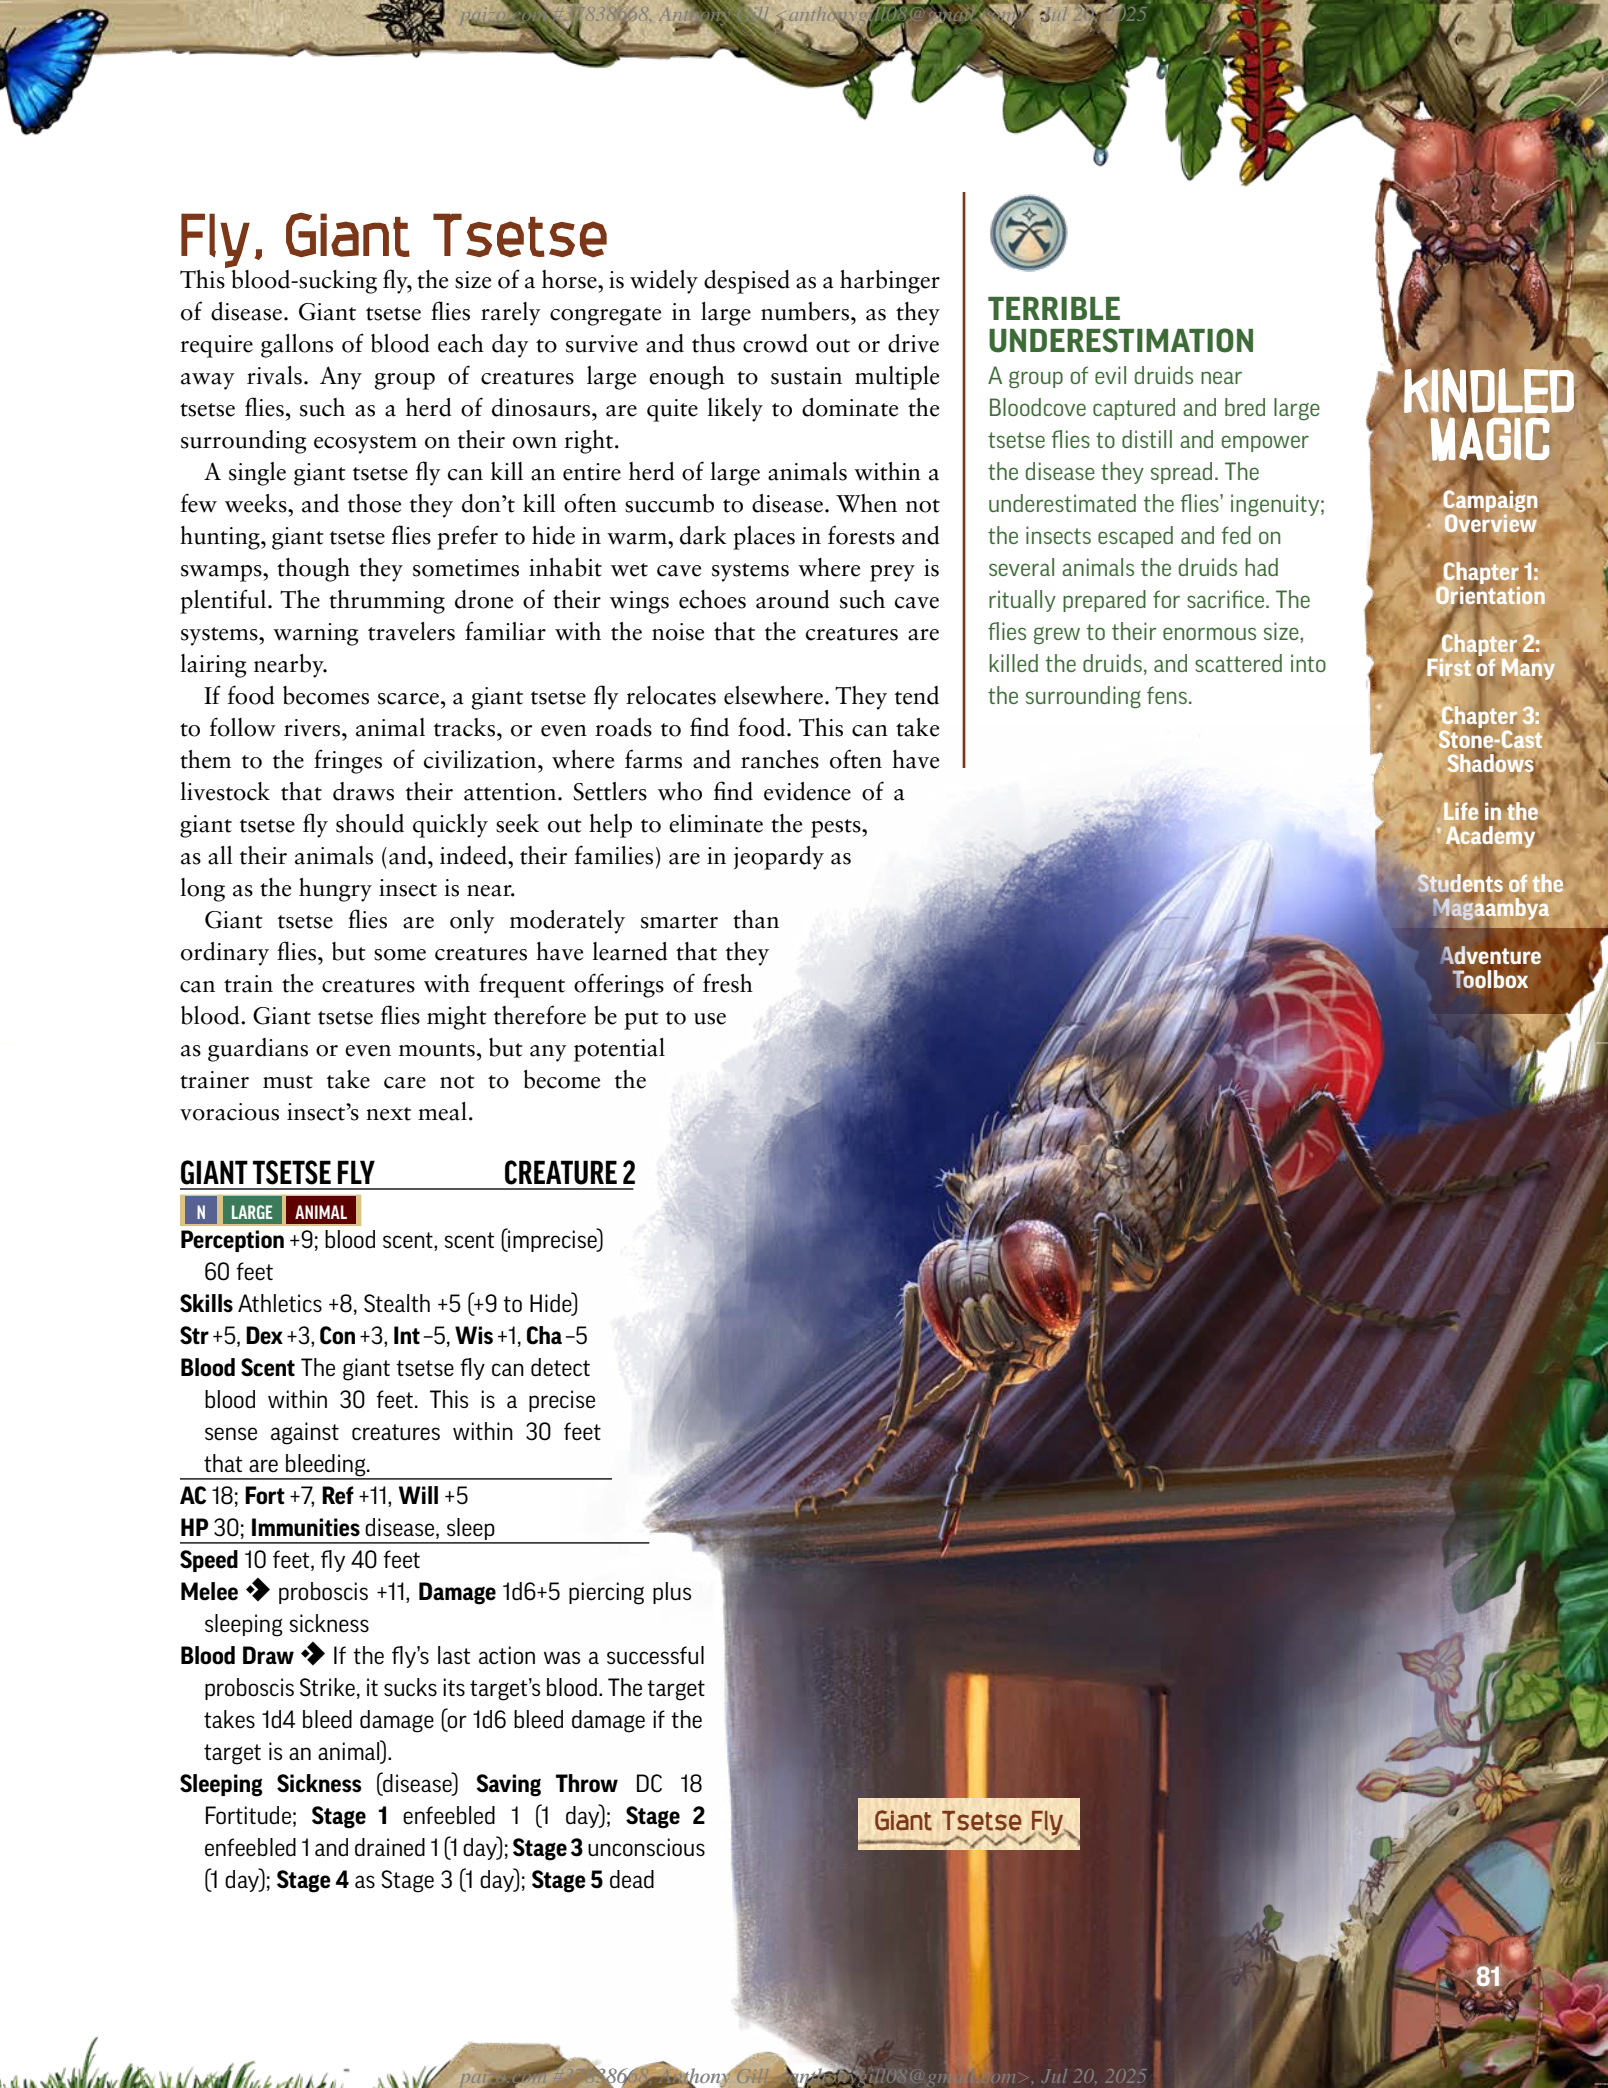 paizo.com #37838668, Anthony Gill <anthonygill08@gmail.com>, Jul 20, 2025
Fly, Giant Tsetse
This blood-sucking fly, the size of a horse, is widely despised as a harbinger
of disease. Giant tsetse flies rarely congregate in large numbers, as they
require gallons of blood each day to survive and thus crowd out or drive
away rivals. Any group of creatures large enough to sustain multiple
tsetse flies, such as a herd of dinosaurs, are quite likely to dominate the
surrounding ecosystem on their own right.
A single giant tsetse fly can kill an entire herd of large animals within a
few weeks, and those they don't kill often succumb to disease. When not
hunting, giant tsetse flies prefer to hide in warm, dark places in forests and
swamps, though they sometimes inhabit wet cave systems where prey is
plentiful. The thrumming drone of their wings echoes around such cave
systems, warning travelers familiar with the noise that the creatures are
lairing nearby.
If food becomes scarce, a giant tsetse fly relocates elsewhere. They tend
to follow rivers, animal tracks, or even roads to find food. This can take
them to the fringes of civilization, where farms and ranches often have
livestock that draws their attention. Settlers who find evidence of a
giant tsetse fly should quickly seek out help to eliminate the pests,
as all their animals (and, indeed, their families) are in jeopardy as
long as the hungry insect is near.
Giant tsetse flies are only moderately smarter than
ordinary flies, but some creatures have learned that they
can train the creatures with frequent offerings of fresh
blood. Giant tsetse flies might therefore be put to use
as guardians or even mounts, but any potential
trainer must take care not to become the
voracious insect's next meal.
GIANT TSETSE FLY CREATURE 2
N LARGE ANIMAL
Perception +9; blood scent, scent (imprecise)
60 feet
Skills Athletics +8, Stealth +5 (+9 to Hide)
Str +5, Dex +3, Con +3, Int –5, Wis +1, Cha –5
Blood Scent The giant tsetse fly can detect
blood within 30 feet. This is a precise
sense against creatures within 30 feet
that are bleeding.
AC 18; Fort +7, Ref +11, Will +5
HP 30; Immunities disease, sleep
Speed 10 feet, fly 40 feet
Melee proboscis +11, Damage 1d6+5 piercing plus
sleeping sickness
Blood Draw If the fly's last action was a successful
proboscis Strike, it sucks its target's blood. The target
takes 1d4 bleed damage (or 1d6 bleed damage if the
target is an animal).
Sleeping Sickness (disease) Saving Throw DC 18
Fortitude; Stage 1 enfeebled 1 (1 day); Stage 2
enfeebled 1 and drained 1 (1 day); Stage 3 unconscious
(1 day); Stage 4 as Stage 3 (1 day); Stage 5 dead
TERRIBLE
UNDERESTIMATION
A group of evil druids near
Bloodcove captured and bred large
tsetse flies to distill and empower
the disease they spread. The
underestimated the flies' ingenuity;
the insects escaped and fed on
several animals the druids had
ritually prepared for sacrifice. The
flies grew to their enormous size,
killed the druids, and scattered into
the surrounding fens.
Giant Tsetse Fly
KINDLED
MAGIC
Campaign
Overview
Chapter 1:
Orientation
Chapter 2:
First of Many
Chapter 3:
Stone-Cast
Shadows
Life in the
Academy
Students of the
Magaambya
Adventure
Toolbox
81
paizo.com #37838668, Anthony Gill <anthonygill08@gmail.com>, Jul 20, 2025